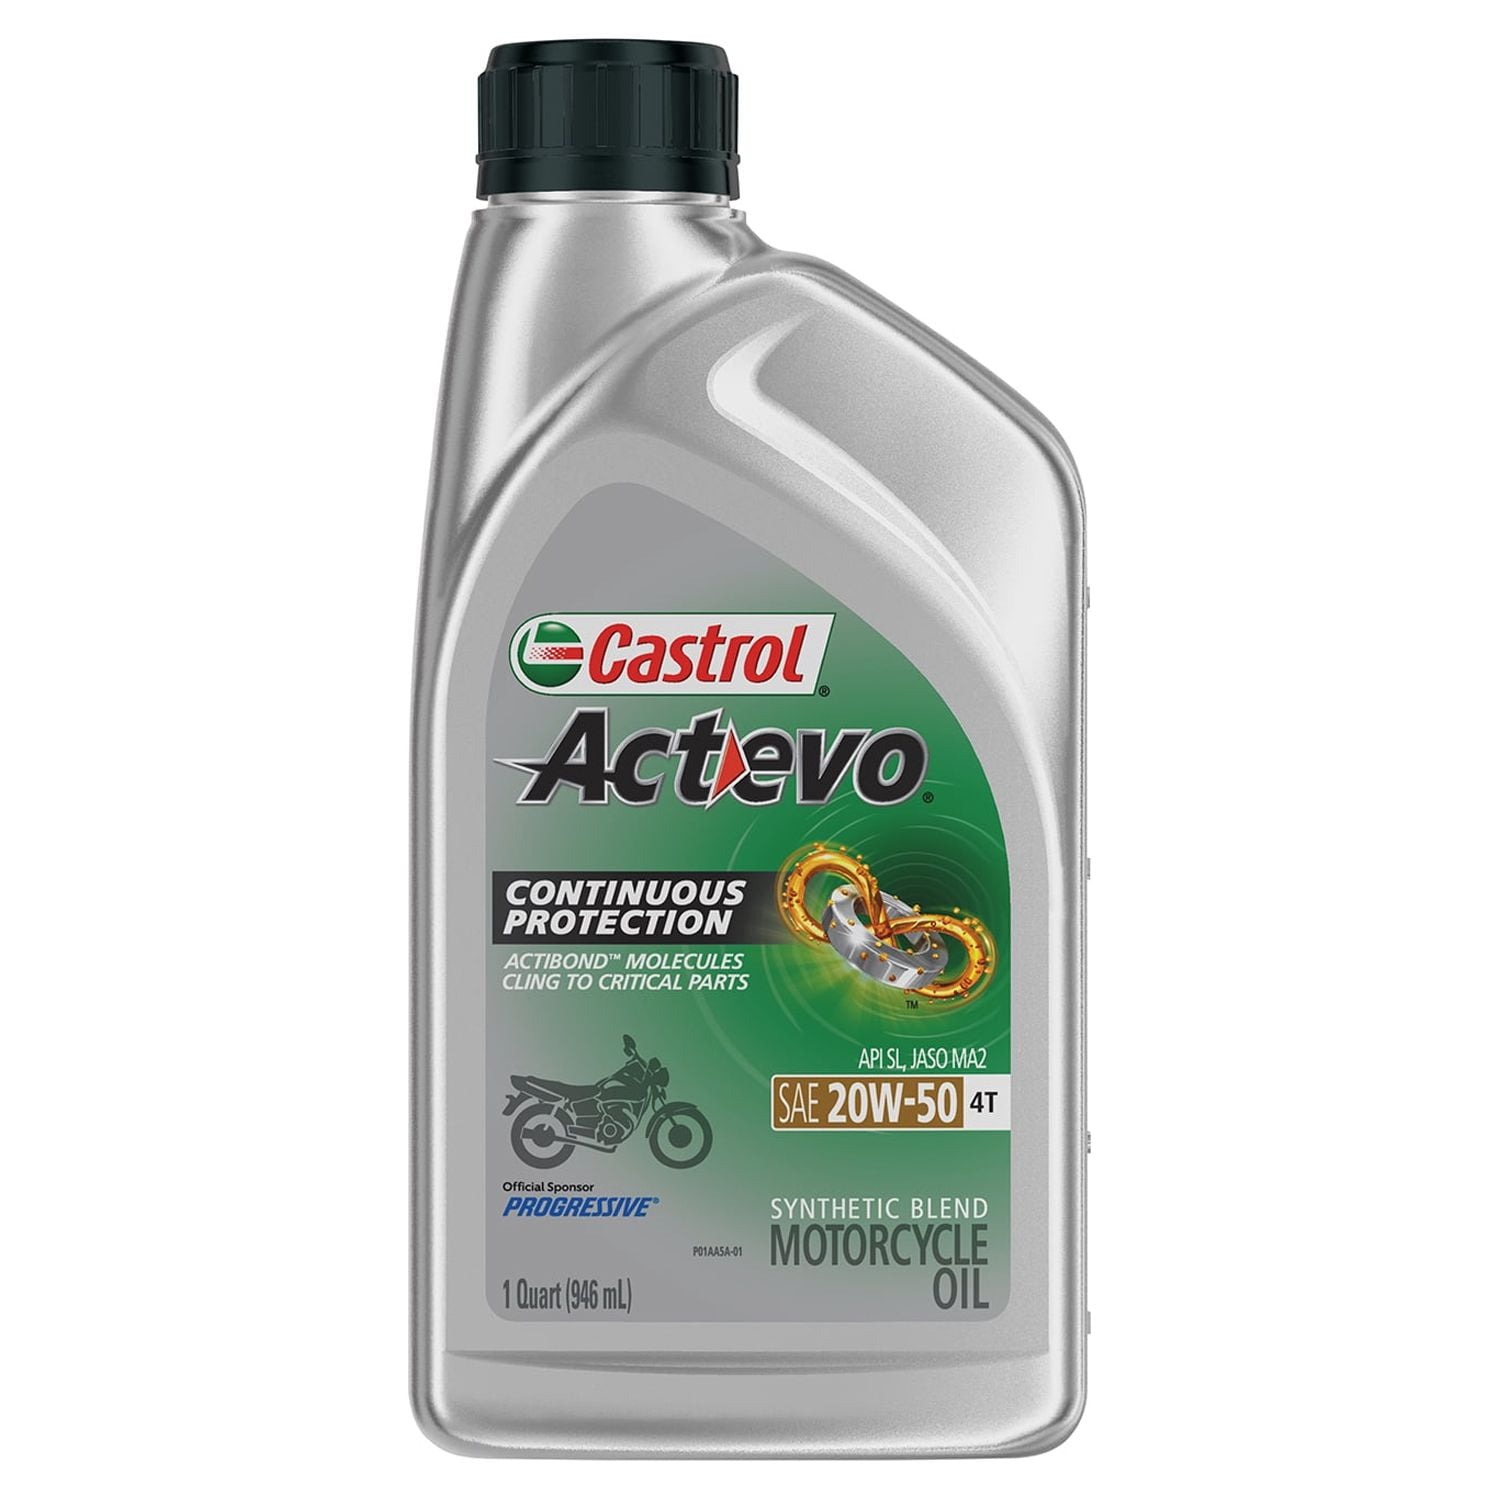 Castrol®
Actevo®
CONTINUOUS
PROTECTION
ACTIBOND™ MOLECULES
CLING TO CRITICAL PARTS
TM
API SL, JASO MA2
SAE 20W-50 4T
Official Sponsor
PROGRESSIVE®
SYNTHETIC BLEND
MOTORCYCLE
OIL
P01AA5A-01
1 Quart (946 mL)